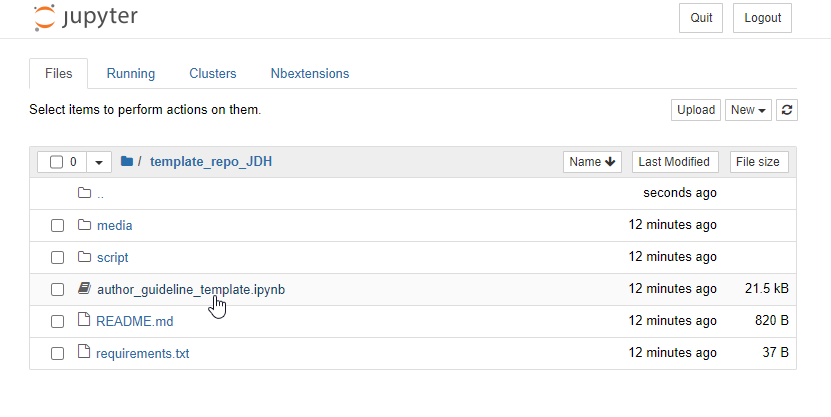 jupyter Quit Logout
Files Running Clusters Nbextensions
Select items to perform actions on them. Upload New
0 / template_repo_JDH Name Last Modified File size
.. seconds ago
media 12 minutes ago
script 12 minutes ago
author_guideline_template.ipynb 12 minutes ago 21.5 kB
README.md 12 minutes ago 820 B
requirements.txt 12 minutes ago 37 B